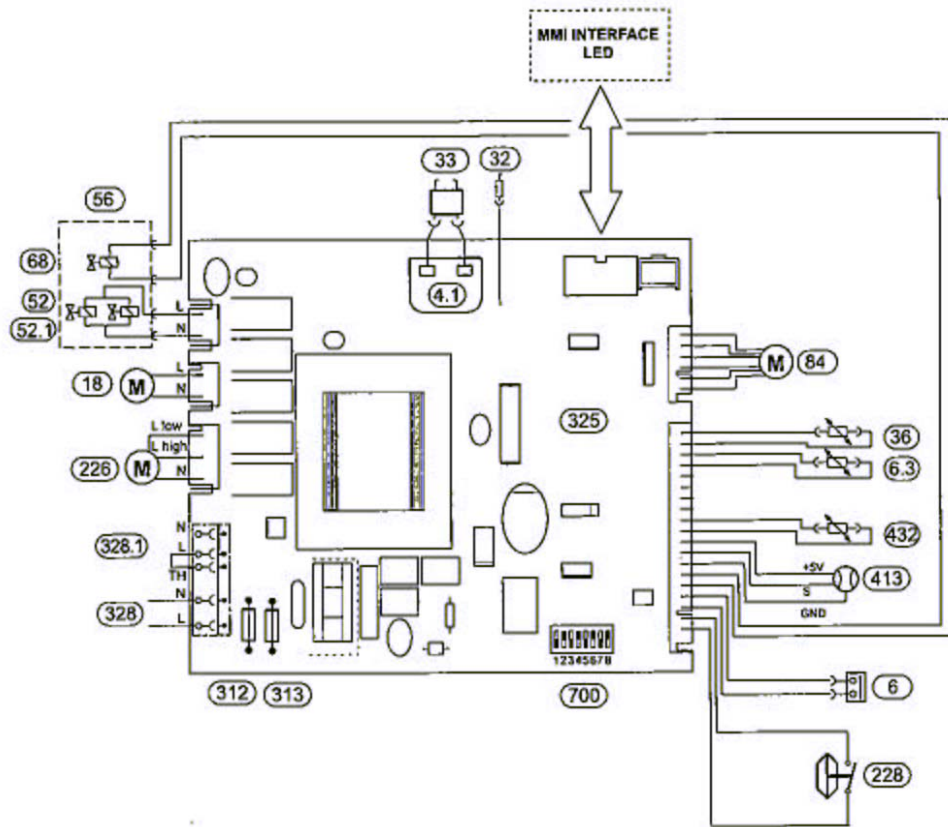 MMI INTERFACE
LED
33
32
56
68
52
52.1
4.1
L
N
18
M
L
N
M
84
325
L low
L high
226
M
N
36
6.3
328.1
N
L
TH
432
+5V
S
413
328
N
L
GND
12345678
312
313
700
6
228